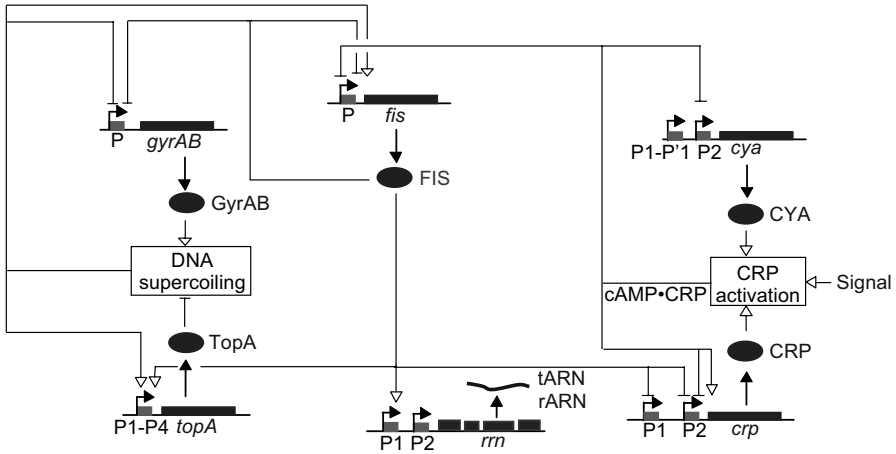 P
fis
P
gyrAB
P1-P'1
P2
cya
FIS
GyrAB
CYA
DNA
supercoiling
CRP
activation
Signal
cAMP•CRP
TopA
CRP
tARN
rARN
P1-P4
topA
P1
P2
rrn
P1
P2
crp